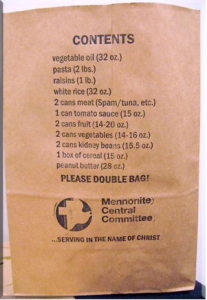 CONTENTS
vegetable oil (32 oz.)
pasta (2 lbs.)
raisins (1 lb.)
white rice (32 oz.)
2 cans meat (Spam/tuna, etc.)
1 can tomato sauce (15 oz.)
2 cans fruit (14-20 oz.)
2 cans vegetables (14-16 oz.)
2 cans kidney beans (15.5 oz.)
1 box of cereal (15 oz.)
peanut butter (28 oz.)
PLEASE DOUBLE BAG!
Mennonite
Central
Committee
...SERVING IN THE NAME OF CHRIST